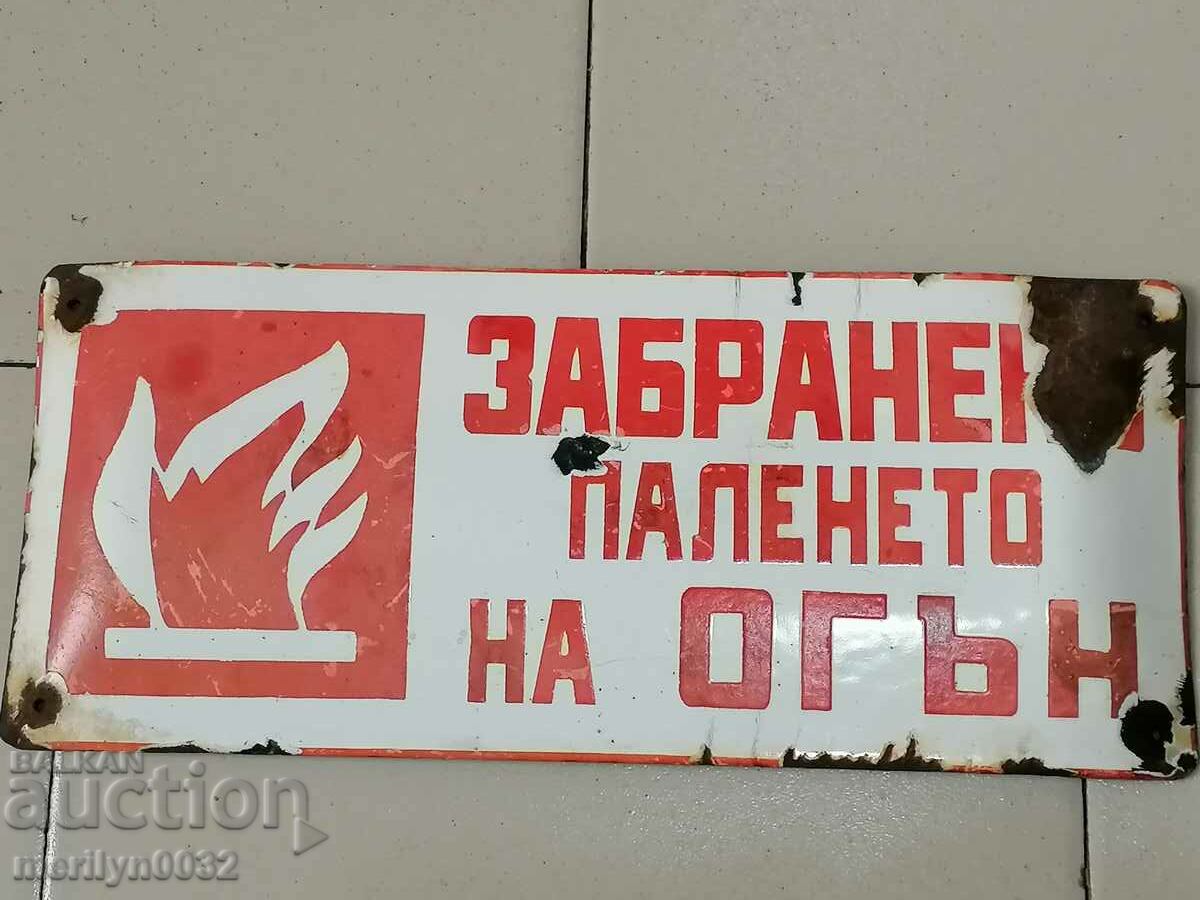 ЗАБРАНЕН
ПАЛЕНЕТО
НА ОГЪН
BALKAN
auction
merilyn0032